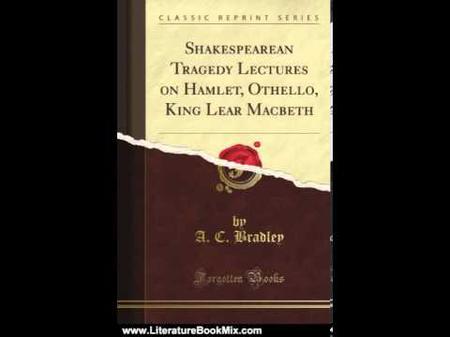 CLASSIC REPRINT SERIES
SHAKESPEAREAN
TRAGEDY LECTURES
ON HAMLET, OTHELLO,
KING LEAR MACBETH
by
A. C. Bradley
Forgotten Books
www.LiteratureBookMix.com